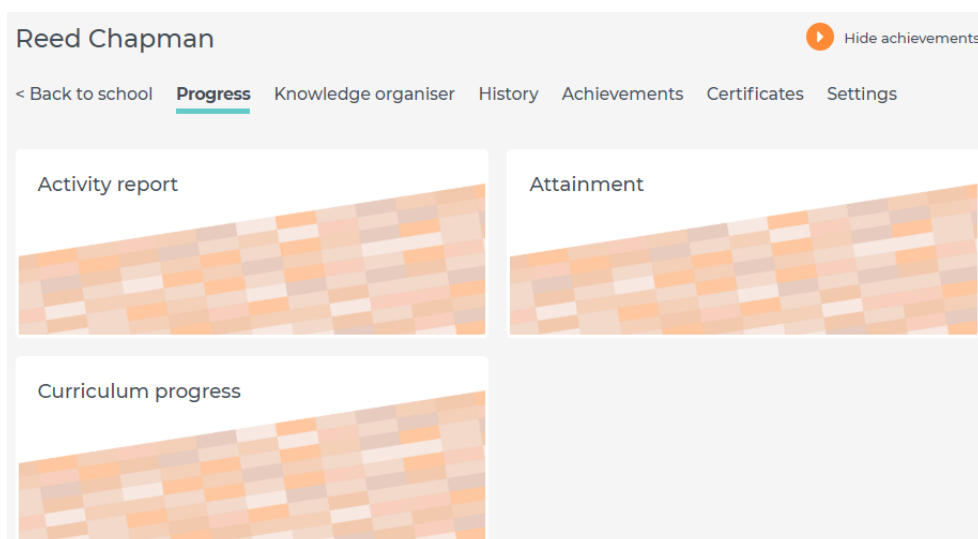 Reed Chapman
Hide achievements
< Back to school Progress Knowledge organiser History Achievements Certificates Settings
Activity report
Attainment
Curriculum progress